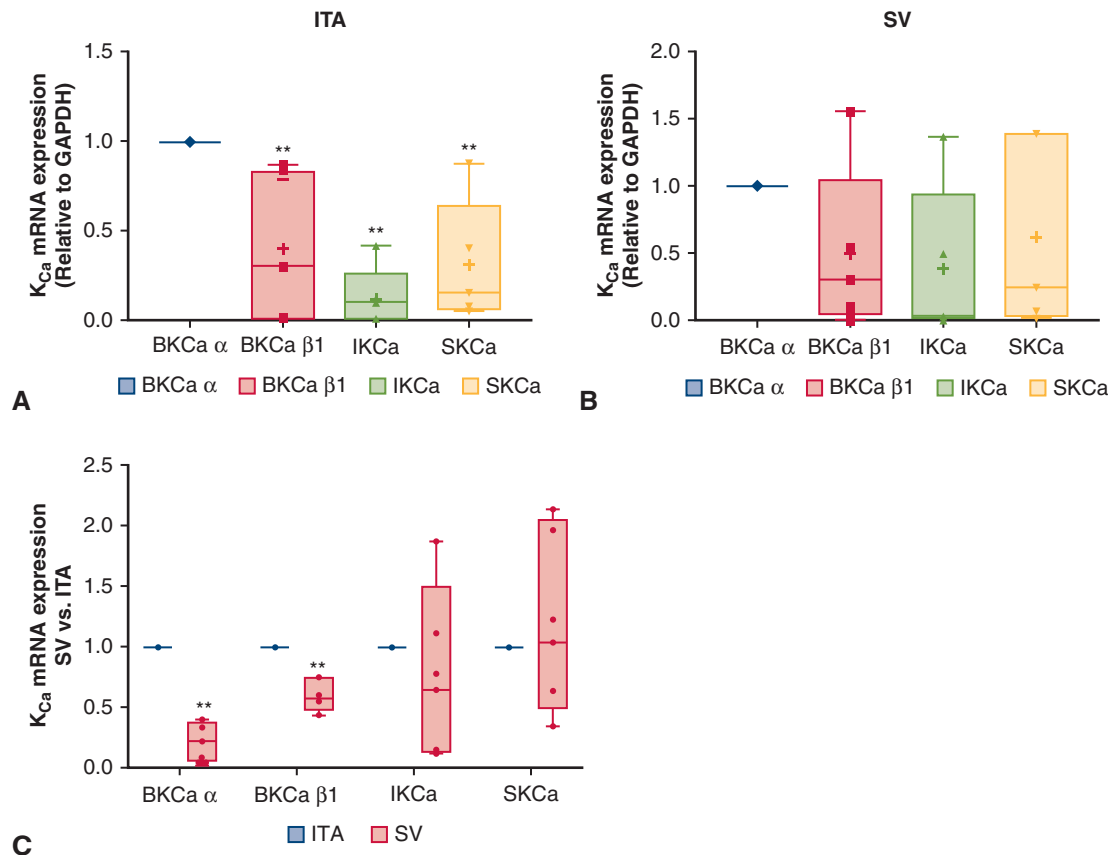 ITA
K_Ca mRNA expression
(Relative to GAPDH)
1.5
1.0
0.5
0.0
**
**
**
BKCa α
BKCa β1
IKCa
SKCa
BKCa α
BKCa β1
IKCa
SKCa
A
SV
K_Ca mRNA expression
(Relative to GAPDH)
2.0
1.5
1.0
0.5
0.0
BKCa α
BKCa β1
IKCa
SKCa
BKCa α
BKCa β1
IKCa
SKCa
B
K_Ca mRNA expression
SV vs. ITA
2.5
2.0
1.5
1.0
0.5
0.0
**
**
BKCa α
BKCa β1
IKCa
SKCa
ITA
SV
C